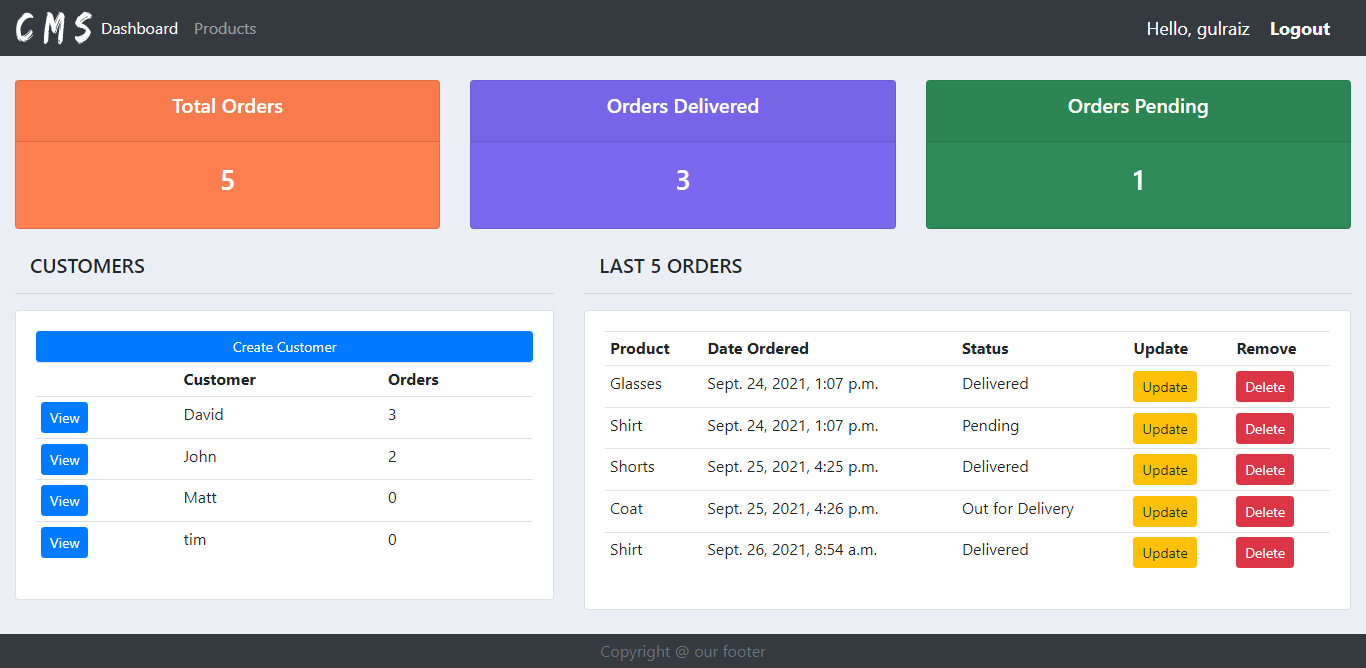 CMS Dashboard Products Hello, gulraiz Logout
Total Orders
5
Orders Delivered
3
Orders Pending
1
CUSTOMERS
Create Customer
Customer Orders
View David 3
View John 2
View Matt 0
View tim 0
LAST 5 ORDERS
Product Date Ordered Status Update Remove
Glasses Sept. 24, 2021, 1:07 p.m. Delivered Update Delete
Shirt Sept. 24, 2021, 1:07 p.m. Pending Update Delete
Shorts Sept. 25, 2021, 4:25 p.m. Delivered Update Delete
Coat Sept. 25, 2021, 4:26 p.m. Out for Delivery Update Delete
Shirt Sept. 26, 2021, 8:54 a.m. Delivered Update Delete
Copyright @ our footer